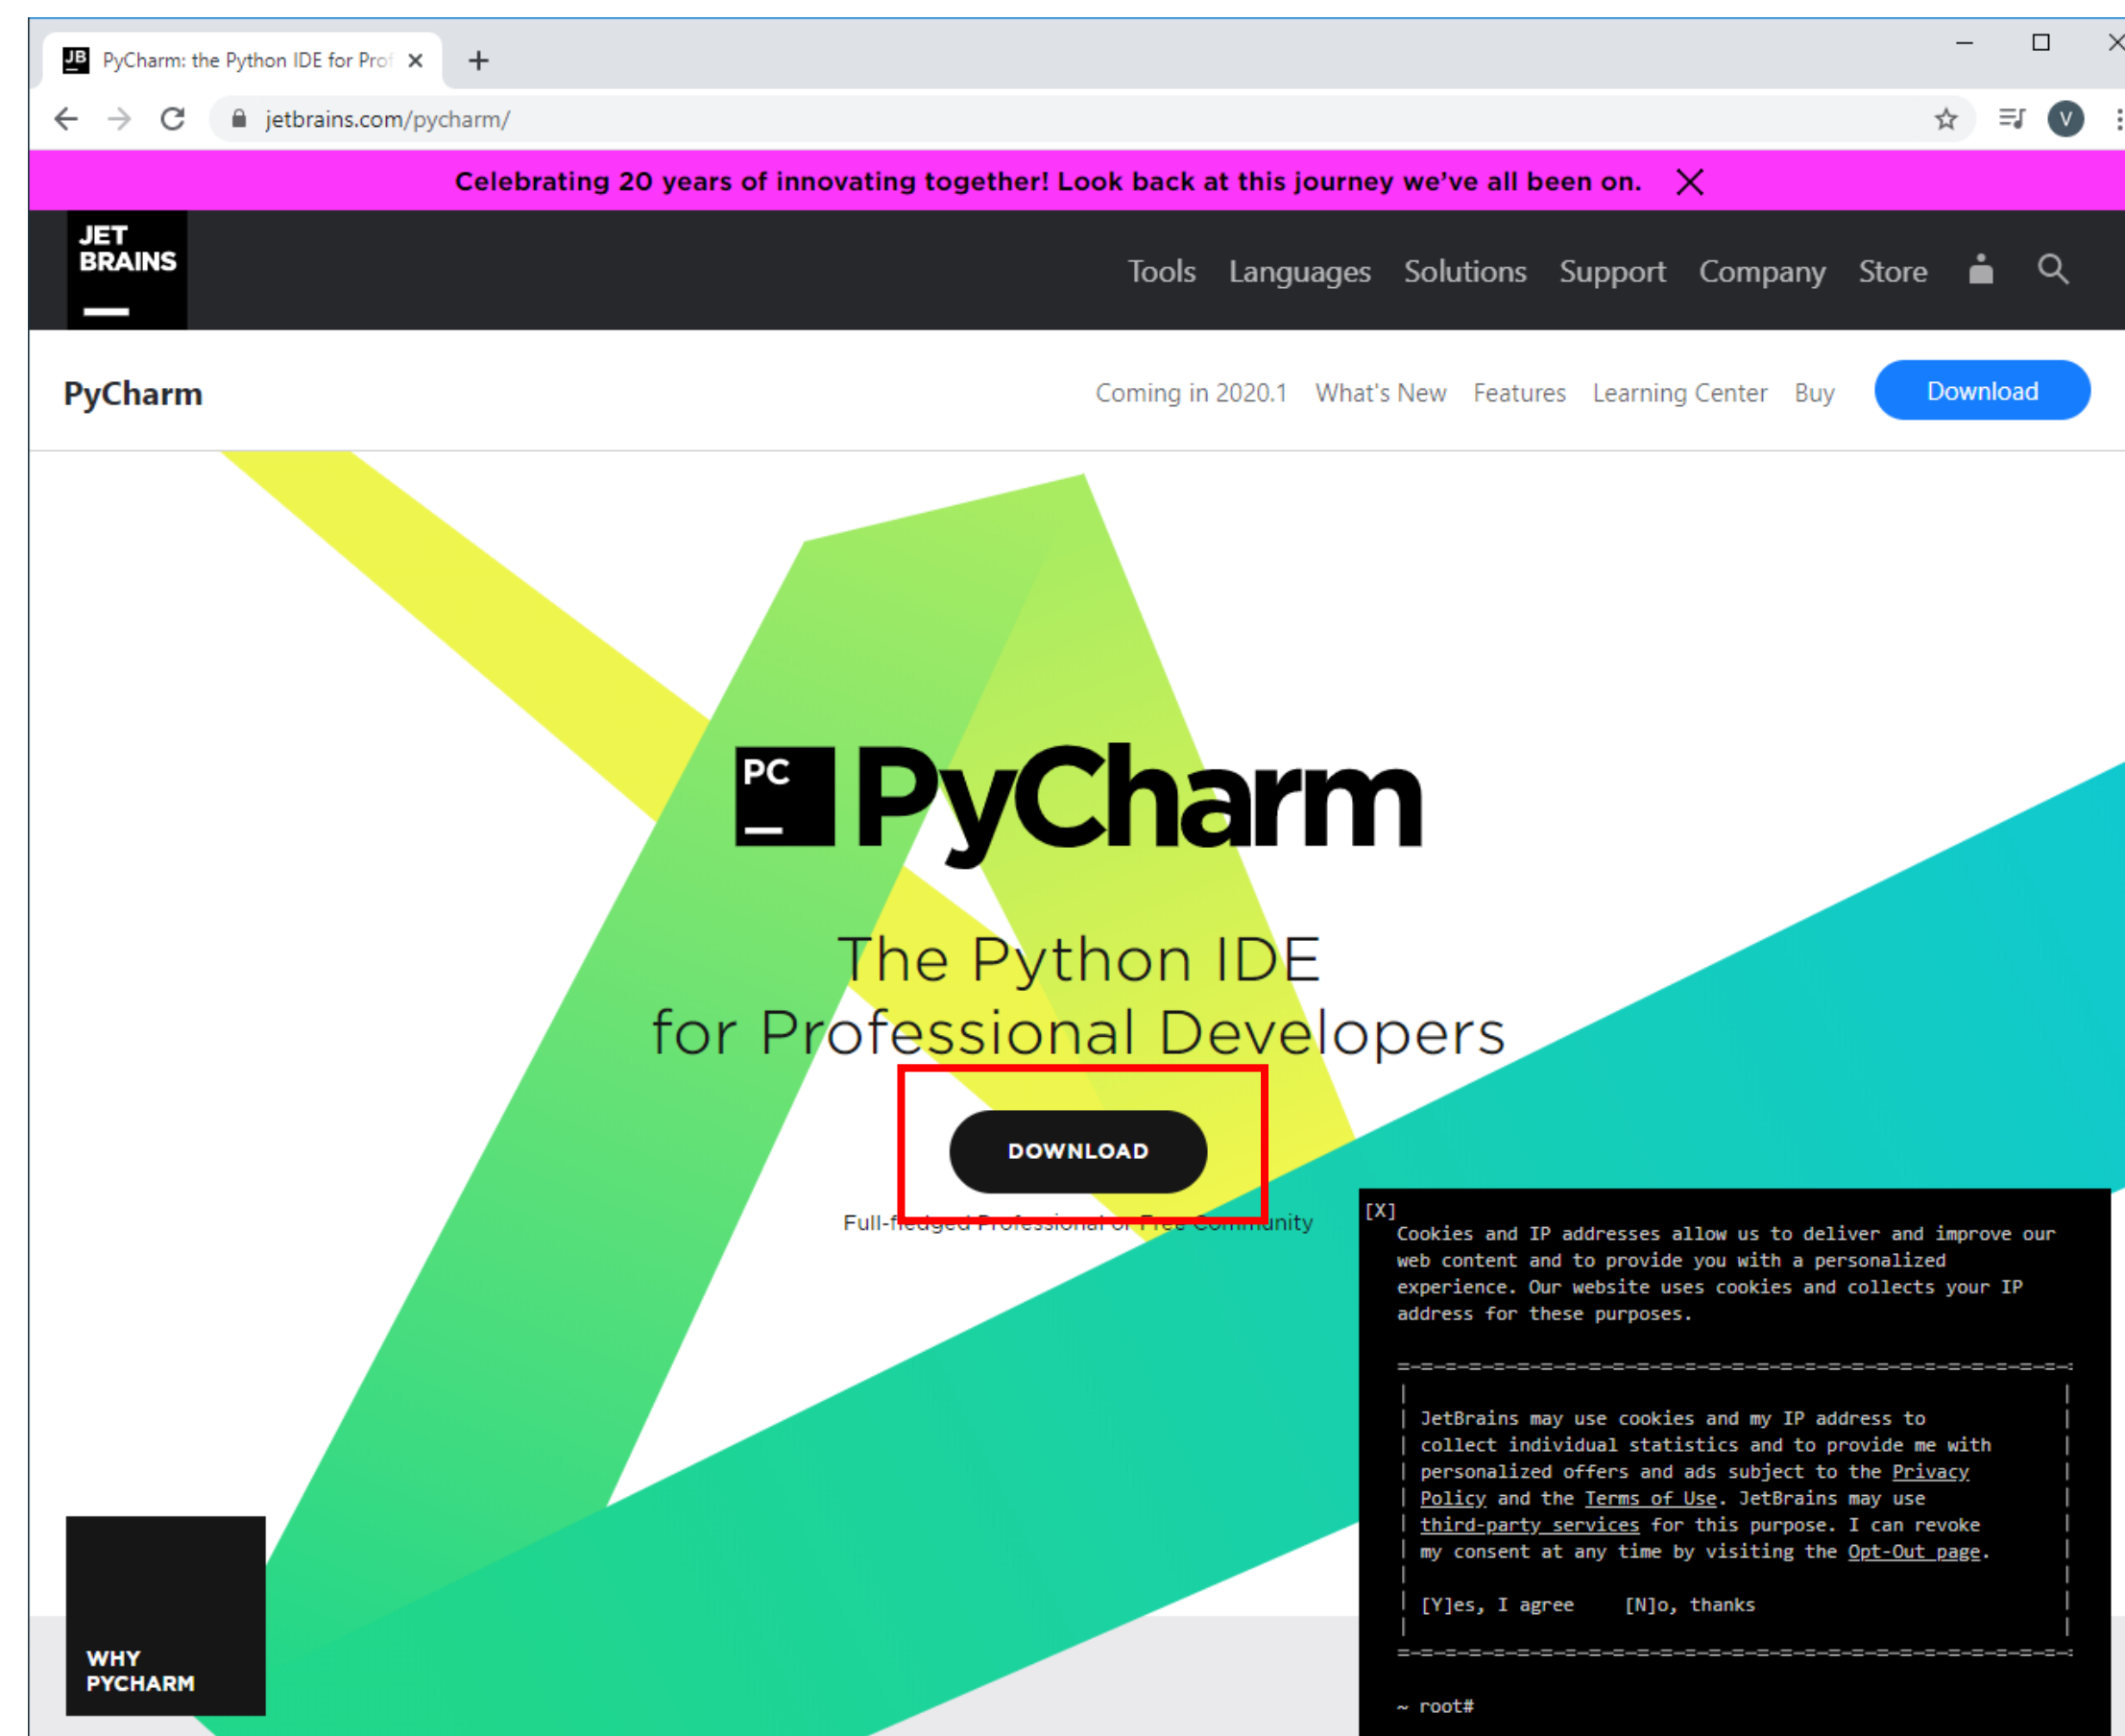 JB PyCharm: the Python IDE for Prof
jetbrains.com/pycharm/
V
Celebrating 20 years of innovating together! Look back at this journey we've all been on.
JET
BRAINS
Tools Languages Solutions Support Company Store
PyCharm
Coming in 2020.1 What's New Features Learning Center Buy Download
PC PyCharm
The Python IDE
for Professional Developers
DOWNLOAD
Full-fledged Professional or Free Community
WHY
PYCHARM
[X]
Cookies and IP addresses allow us to deliver and improve our
web content and to provide you with a personalized
experience. Our website uses cookies and collects your IP
address for these purposes.
JetBrains may use cookies and my IP address to
collect individual statistics and to provide me with
personalized offers and ads subject to the Privacy
Policy and the Terms of Use. JetBrains may use
third-party services for this purpose. I can revoke
my consent at any time by visiting the Opt-Out page.
[Y]es, I agree [N]o, thanks
~ root#